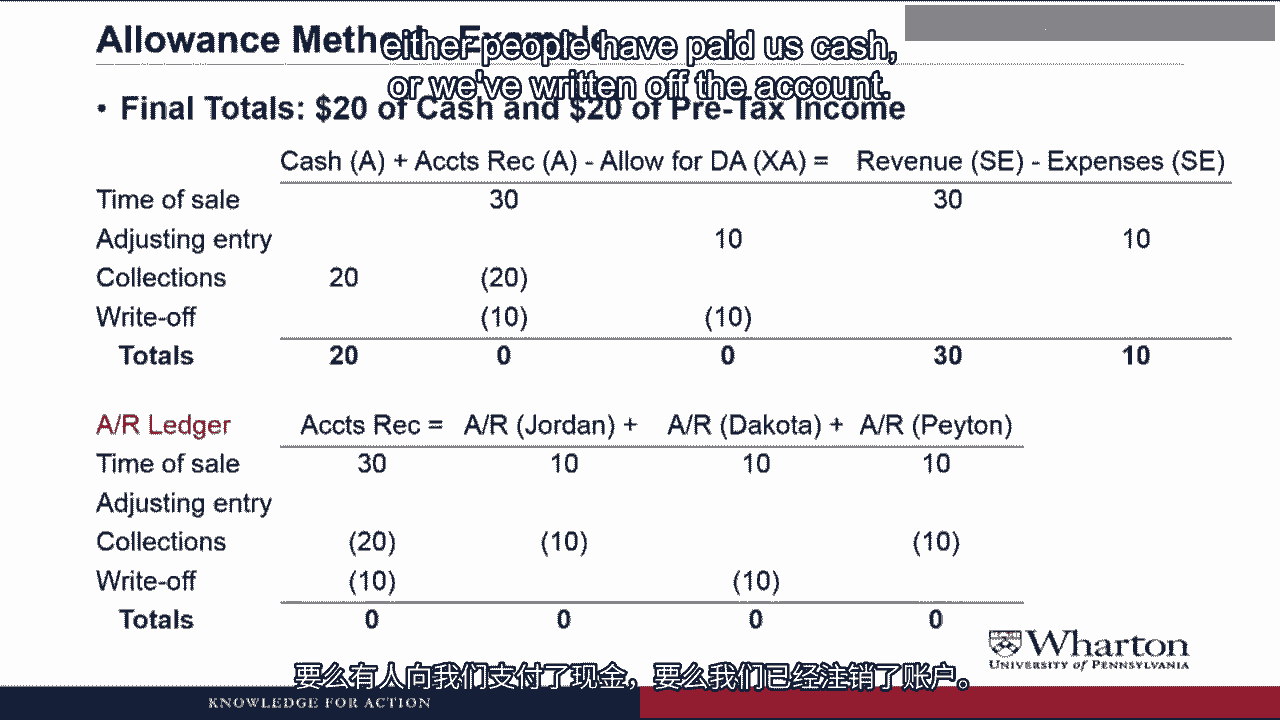 Allowance Method Example
either people have paid us cash,
or we've written off the account.
• Final Totals: $20 of Cash and $20 of Pre-Tax Income
Cash (A) + Accts Rec (A) - Allow for DA (XA) = Revenue (SE) - Expenses (SE)
Time of sale 30 30
Adjusting entry 10 10
Collections 20 (20)
Write-off (10) (10)
Totals 20 0 0 30 10
A/R Ledger Accts Rec = A/R (Jordan) + A/R (Dakota) + A/R (Peyton)
Time of sale 30 10 10 10
Adjusting entry
Collections (20) (10) (10)
Write-off (10) (10)
Totals 0 0 0 0
Wharton
UNIVERSITY of PENNSYLVANIA
要么有人向我们支付了现金，要么我们已经注销了账户。
KNOWLEDGE FOR ACTION